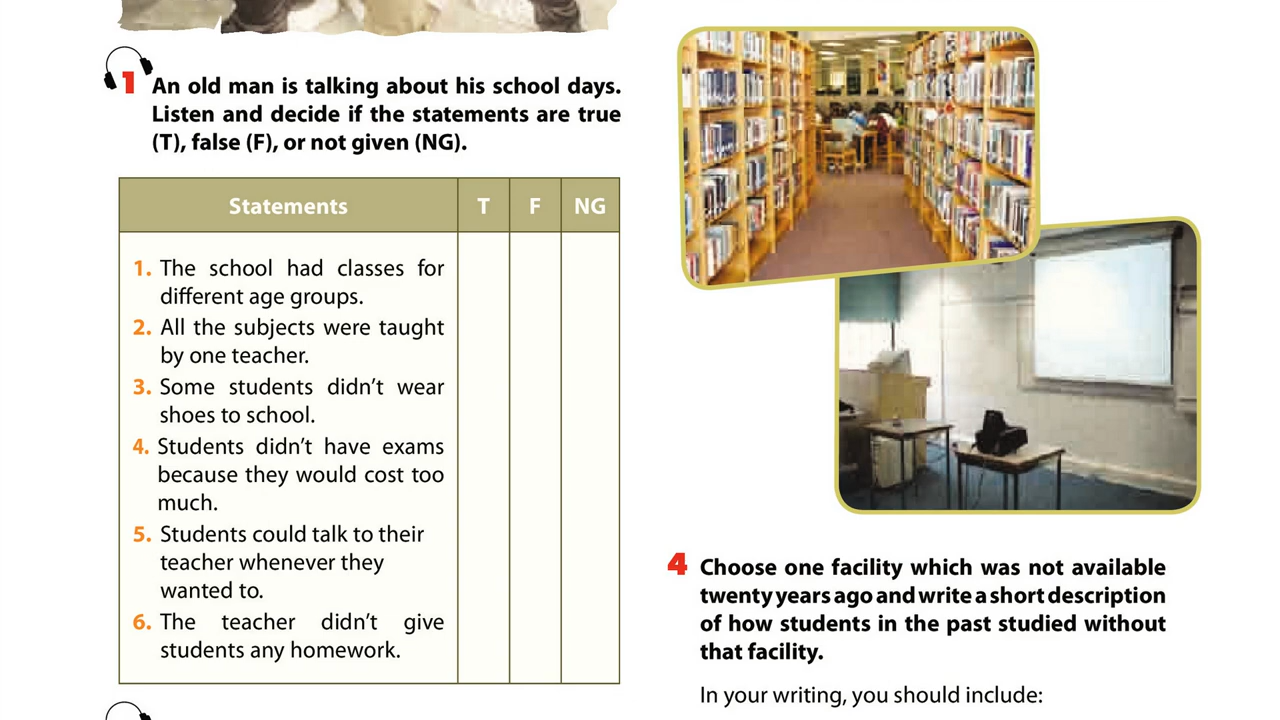 1 An old man is talking about his school days.
Listen and decide if the statements are true
(T), false (F), or not given (NG).
Statements T F NG
1. The school had classes for
different age groups.
2. All the subjects were taught
by one teacher.
3. Some students didn’t wear
shoes to school.
4. Students didn’t have exams
because they would cost too
much.
5. Students could talk to their
teacher whenever they
wanted to.
6. The teacher didn’t give
students any homework.
4 Choose one facility which was not available
twenty years ago and write a short description
of how students in the past studied without
that facility.
In your writing, you should include: